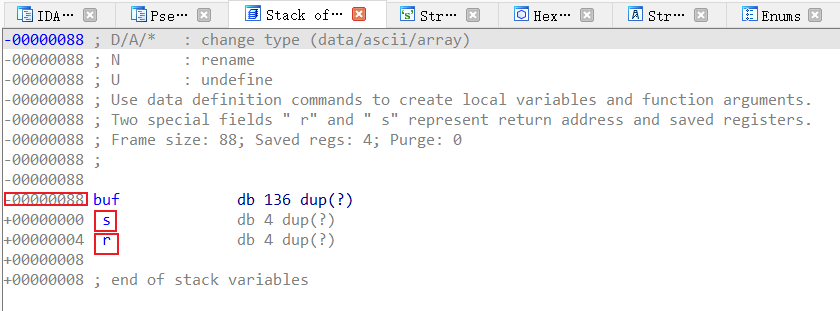 IDA··· Pse··· Stack of··· Str··· Hex··· Str··· Enums
-00000088 ; D/A/*   : change type (data/ascii/array)
-00000088 ; N       : rename
-00000088 ; U       : undefine
-00000088 ; Use data definition commands to create local variables and function arguments.
-00000088 ; Two special fields " r" and " s" represent return address and saved registers.
-00000088 ; Frame size: 88; Saved regs: 4; Purge: 0
-00000088 ;
-00000088
-00000088 buf             db 136 dup(?)
+00000000  s              db 4 dup(?)
+00000004  r              db 4 dup(?)
+00000008
+00000008 ; end of stack variables